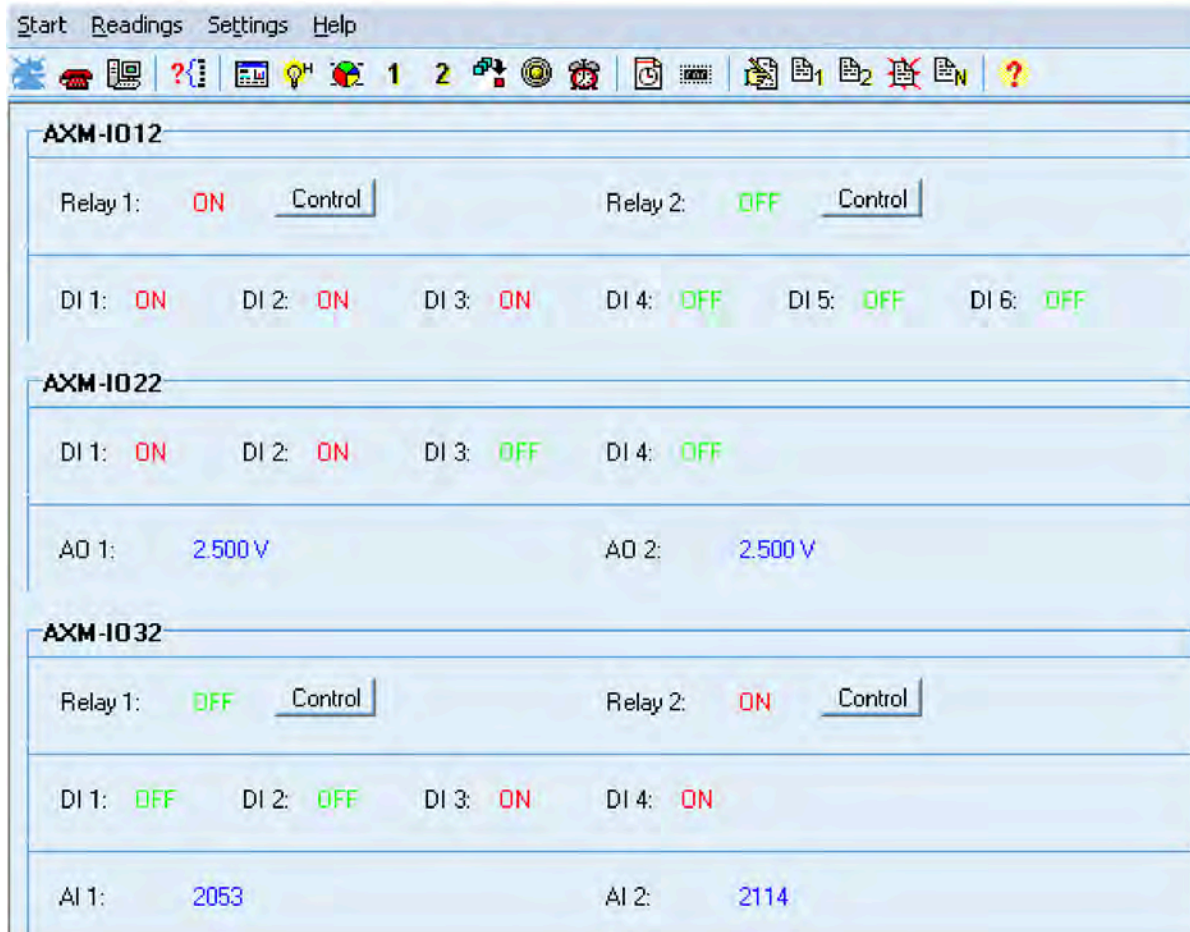 Start Readings Settings Help
?{ H 1 2 1 2 N ?
AXM-IO12
Relay 1: ON Control Relay 2: OFF Control
DI 1: ON DI 2: ON DI 3: ON DI 4: OFF DI 5: OFF DI 6: OFF
AXM-IO22
DI 1: ON DI 2: ON DI 3: OFF DI 4: OFF
AO 1: 2.500 V AO 2: 2.500 V
AXM-IO32
Relay 1: OFF Control Relay 2: ON Control
DI 1: OFF DI 2: OFF DI 3: ON DI 4: ON
AI 1: 2053 AI 2: 2114